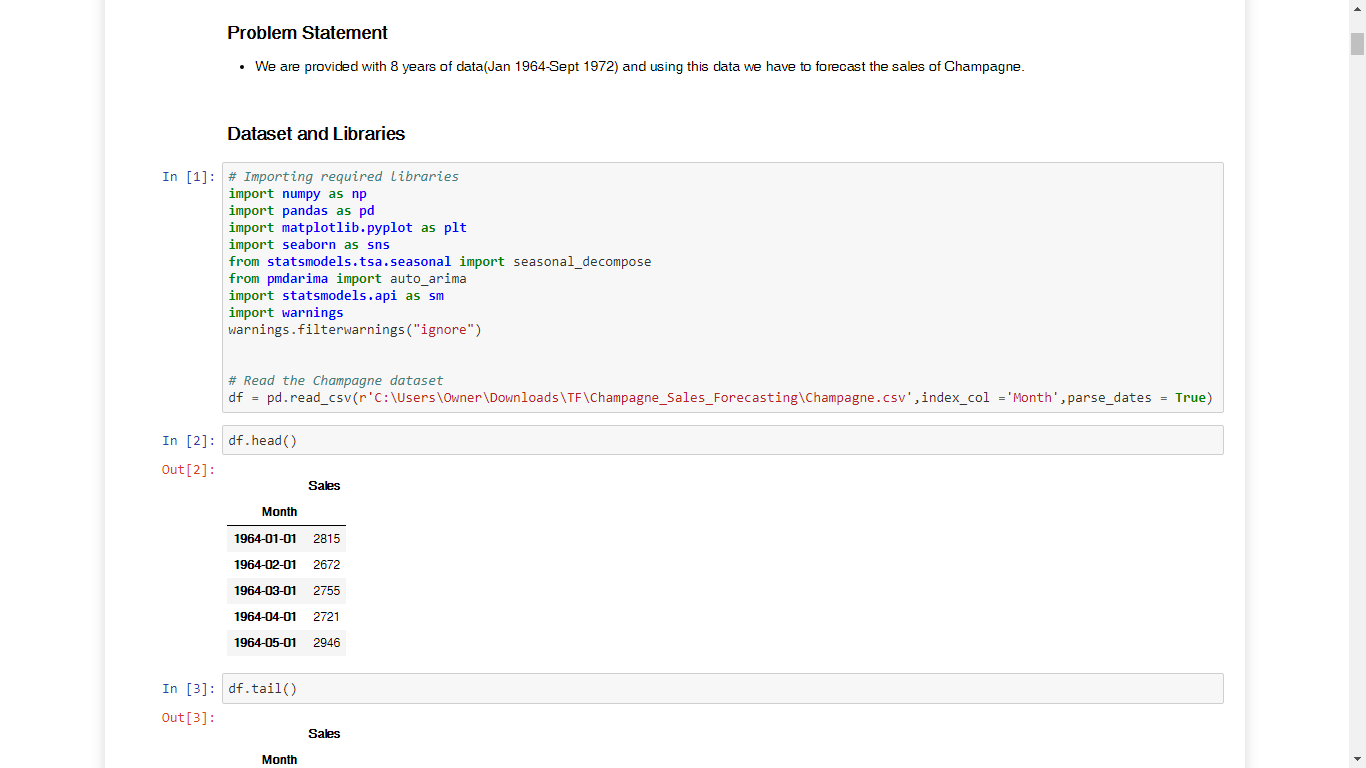 Problem Statement
• We are provided with 8 years of data(Jan 1964-Sept 1972) and using this data we have to forecast the sales of Champagne.
Dataset and Libraries
In [1]:
# Importing required libraries
import numpy as np
import pandas as pd
import matplotlib.pyplot as plt
import seaborn as sns
from statsmodels.tsa.seasonal import seasonal_decompose
from pmdarima import auto_arima
import statsmodels.api as sm
import warnings
warnings.filterwarnings("ignore")
# Read the Champagne dataset
df = pd.read_csv(r'C:\Users\Owner\Downloads\TF\Champagne_Sales_Forecasting\Champagne.csv',index_col ='Month',parse_dates = True)
In [2]: df.head()
Out[2]:
Sales
Month
1964-01-01 2815
1964-02-01 2672
1964-03-01 2755
1964-04-01 2721
1964-05-01 2946
In [3]: df.tail()
Out[3]:
Sales
Month